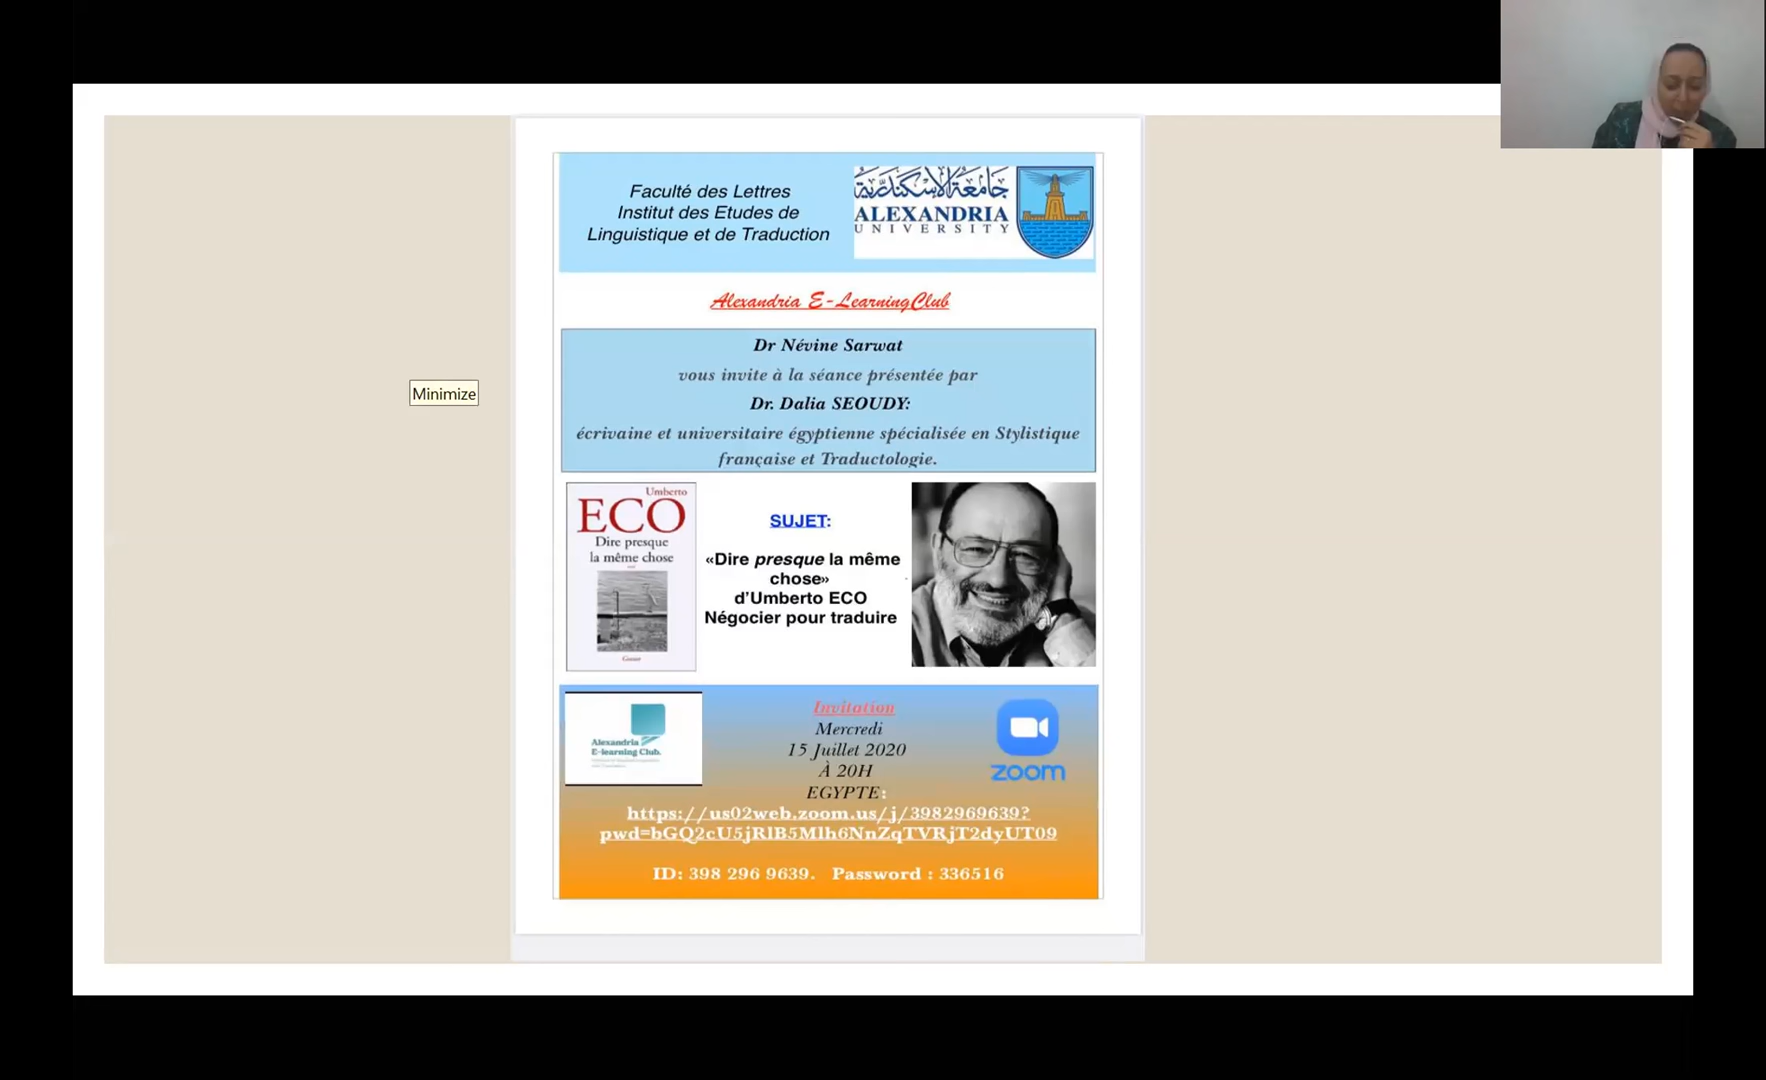 Faculté des Lettres
Institut des Etudes de
Linguistique et de Traduction
جامعة الإسكندرية
ALEXANDRIA
UNIVERSITY
Alexandria E-LearningClub
Dr Névine Sarwat
vous invite à la séance présentée par
Dr. Dalia SEOUDY:
écrivaine et universitaire égyptienne spécialisée en Stylistique
française et Traductologie.
Minimize
Umberto
ECO
Dire presque
la même chose
Grasset
SUJET:
«Dire presque la même
chose»
d'Umberto ECO
Négocier pour traduire
Alexandria
E-learning Club.
Invitation
Mercredi
15 Juillet 2020
À 20H
EGYPTE:
zoom
https://us02web.zoom.us/j/3982969639?
pwd=bGQ2cU5jRlB5Mlh6NnZqTVRjT2dyUT09
ID: 398 296 9639. Password : 336516